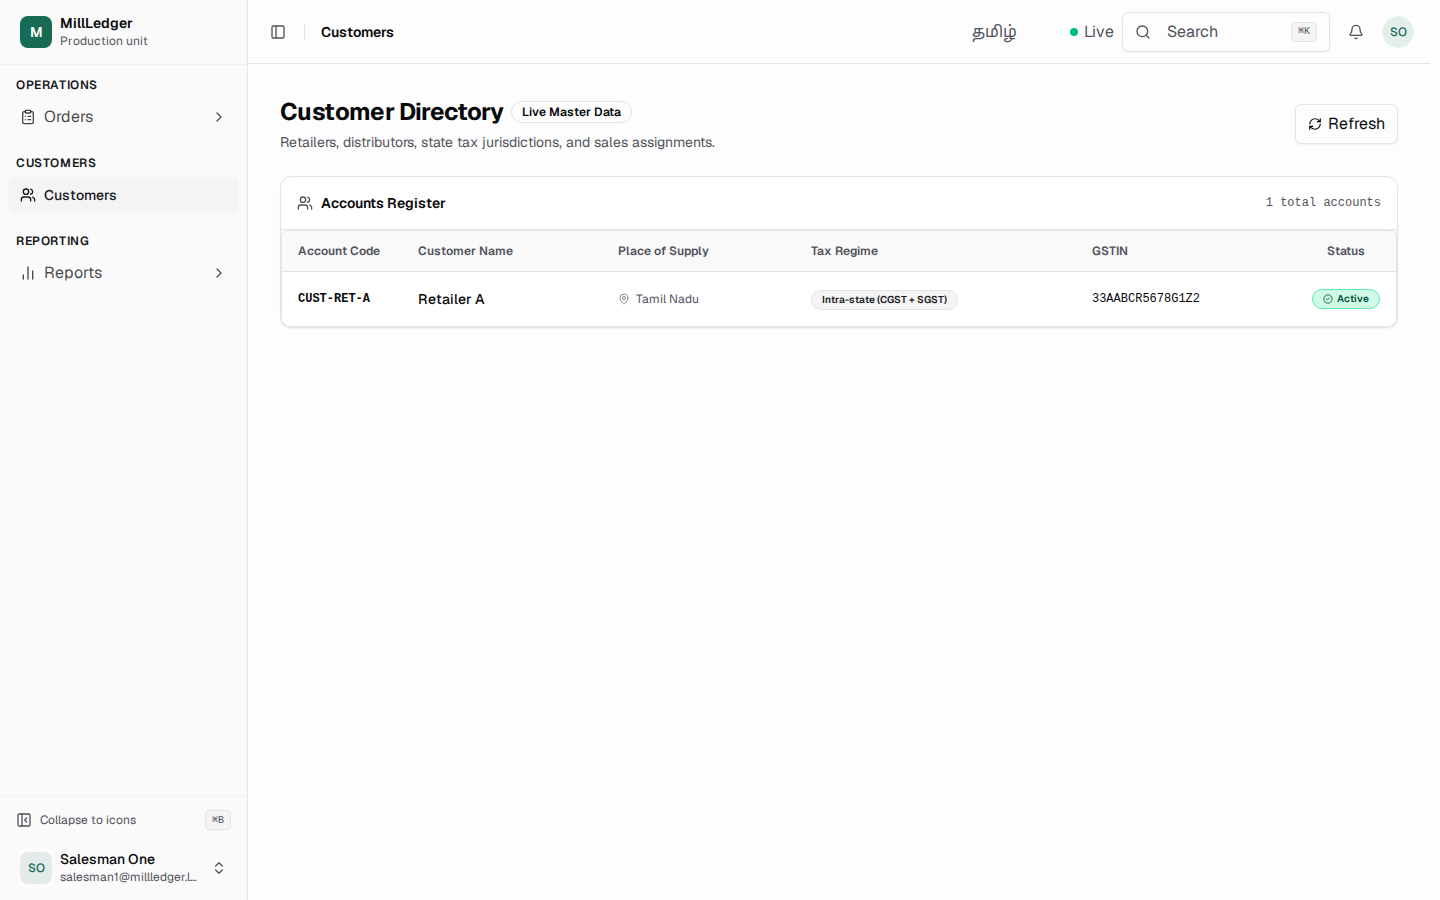 M
MillLedger
Production unit
OPERATIONS
Orders
CUSTOMERS
Customers
REPORTING
Reports
Collapse to icons
⌘B
SO
Salesman One
salesman1@millledger.l...
Customers
தமிழ்
Live
Search
⌘K
SO
Customer Directory
Live Master Data
Retailers, distributors, state tax jurisdictions, and sales assignments.
Refresh
Accounts Register
1 total accounts
Account Code Customer Name Place of Supply Tax Regime GSTIN Status
CUST-RET-A Retailer A Tamil Nadu Intra-state (CGST + SGST) 33AABCR5678G1Z2 Active